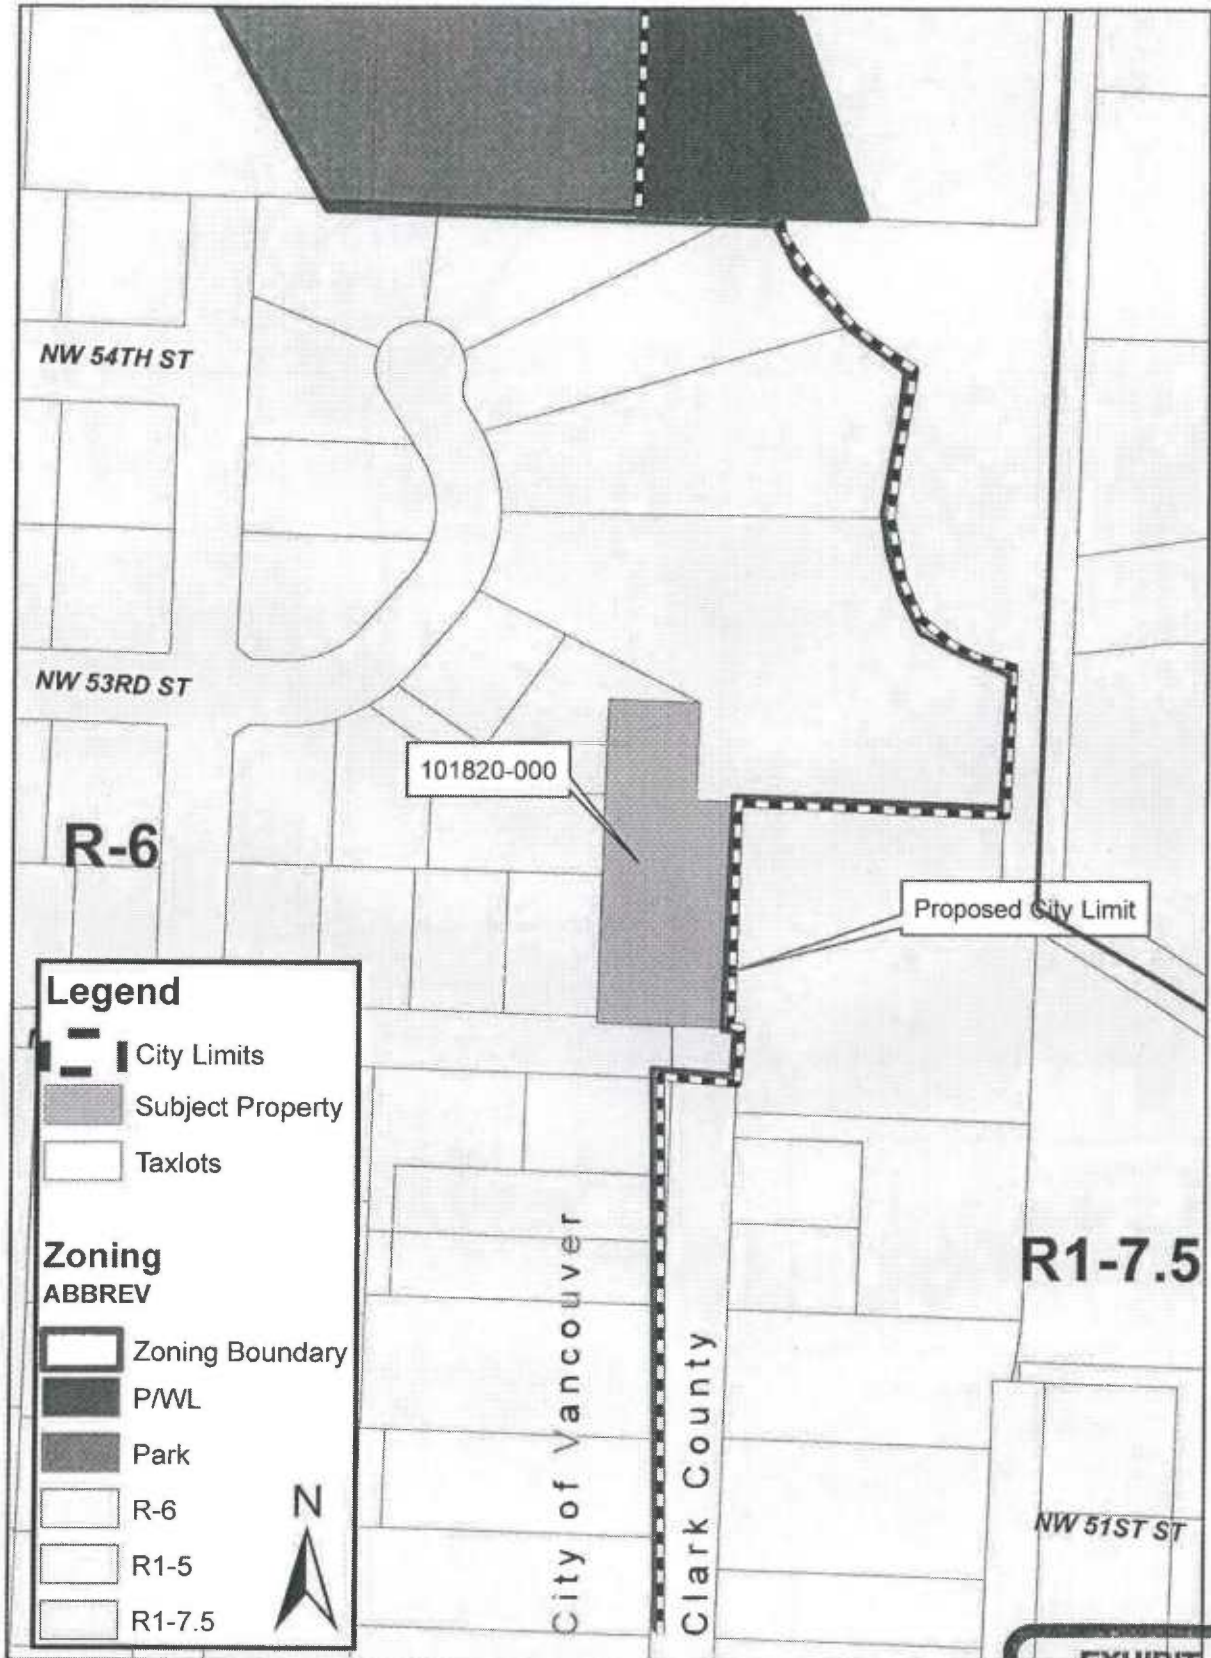 NW 54TH ST
NW 53RD ST
101820-000
R-6
Proposed City Limit
Legend
City Limits
Subject Property
Taxlots
Zoning
ABBREV
Zoning Boundary
P/WL
Park
R-6
R1-5
R1-7.5
N
City of Vancouver
Clark County
R1-7.5
NW 51ST ST
EXHIBIT